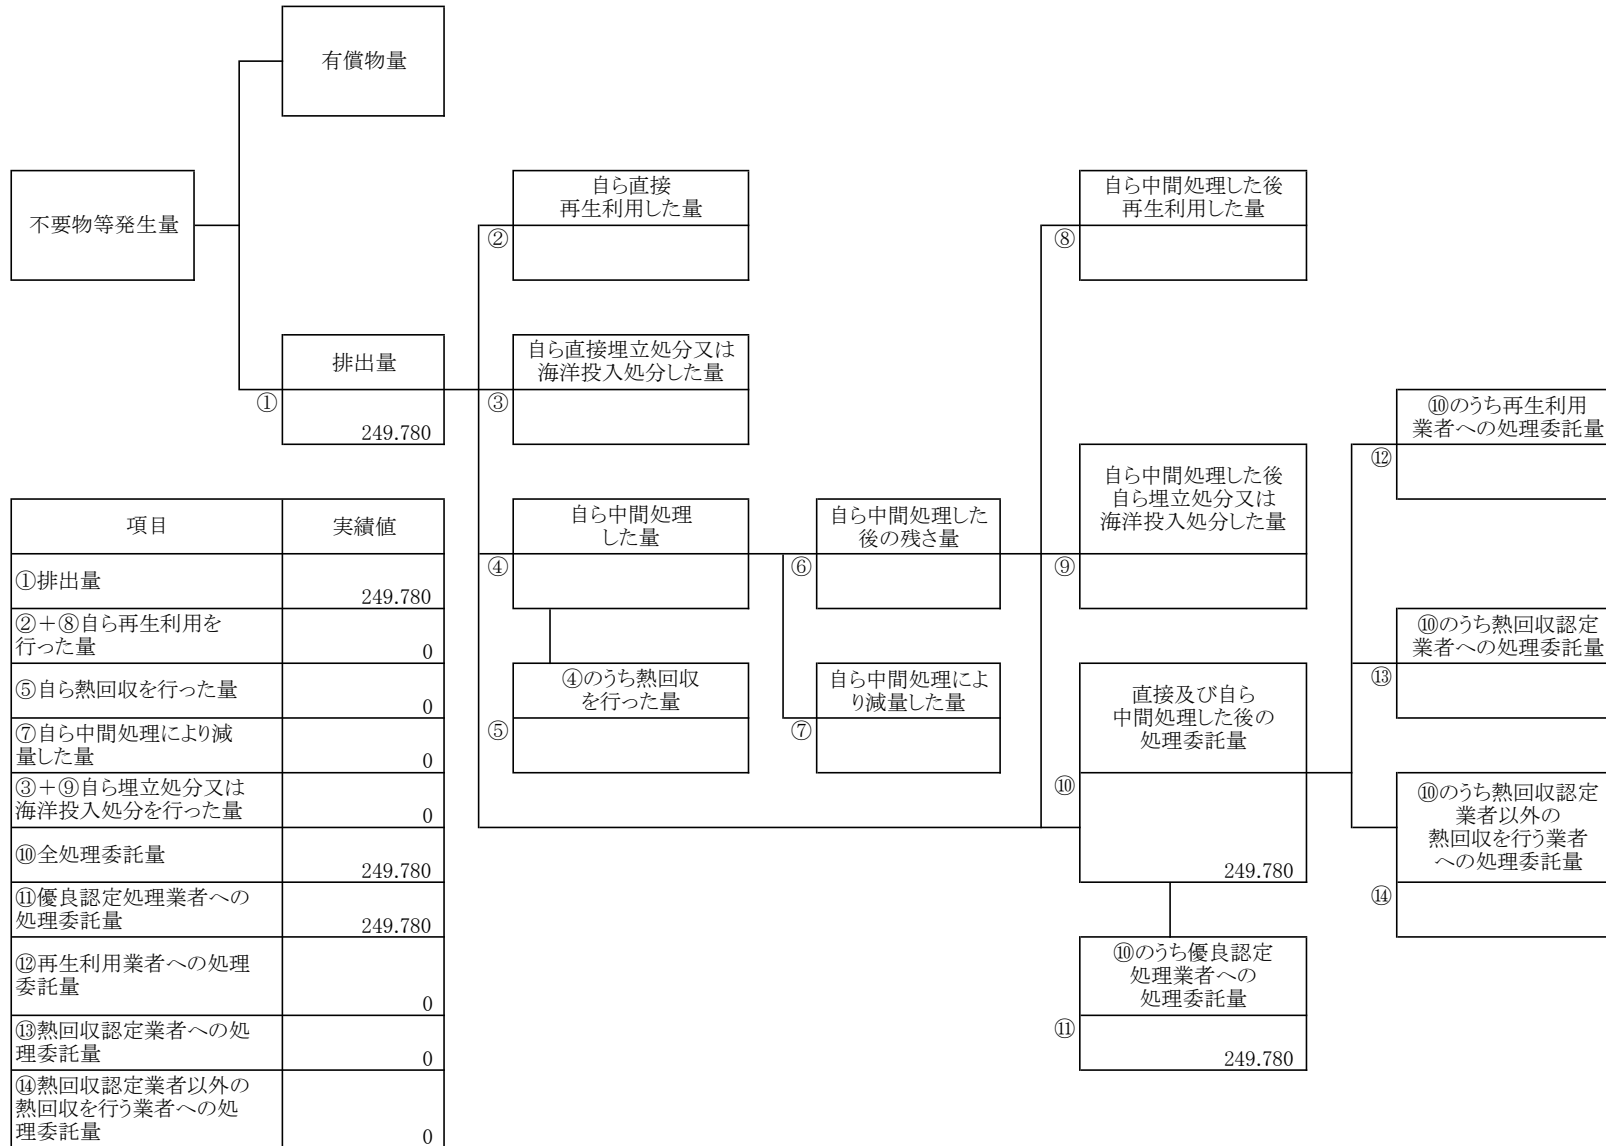 有償物量
不要物等発生量
自ら直接
再生利用した量
②
自ら中間処理した後
再生利用した量
⑧
排出量
①
249.780
自ら直接埋立処分又は
海洋投入処分した量
③
⑩のうち再生利用
業者への処理委託量
⑫
自ら中間処理した後
自ら埋立処分又は
海洋投入処分した量
⑨
自ら中間処理
した量
④
自ら中間処理した
後の残さ量
⑥
⑩のうち熱回収認定
業者への処理委託量
⑬
④のうち熱回収
を行った量
⑤
自ら中間処理によ
り減量した量
⑦
直接及び自ら
中間処理した後の
処理委託量
⑩
249.780
⑩のうち熱回収認定
業者以外の
熱回収を行う業者
への処理委託量
⑭
⑩のうち優良認定
処理業者への
処理委託量
⑪
249.780
項目 実績値
①排出量
249.780
②＋⑧自ら再生利用を
行った量
0
⑤自ら熱回収を行った量
0
⑦自ら中間処理により減
量した量
0
③＋⑨自ら埋立処分又は
海洋投入処分を行った量
0
⑩全処理委託量
249.780
⑪優良認定処理業者への
処理委託量
249.780
⑫再生利用業者への処理
委託量
0
⑬熱回収認定業者への処
理委託量
0
⑭熱回収認定業者以外の
熱回収を行う業者への処
理委託量
0